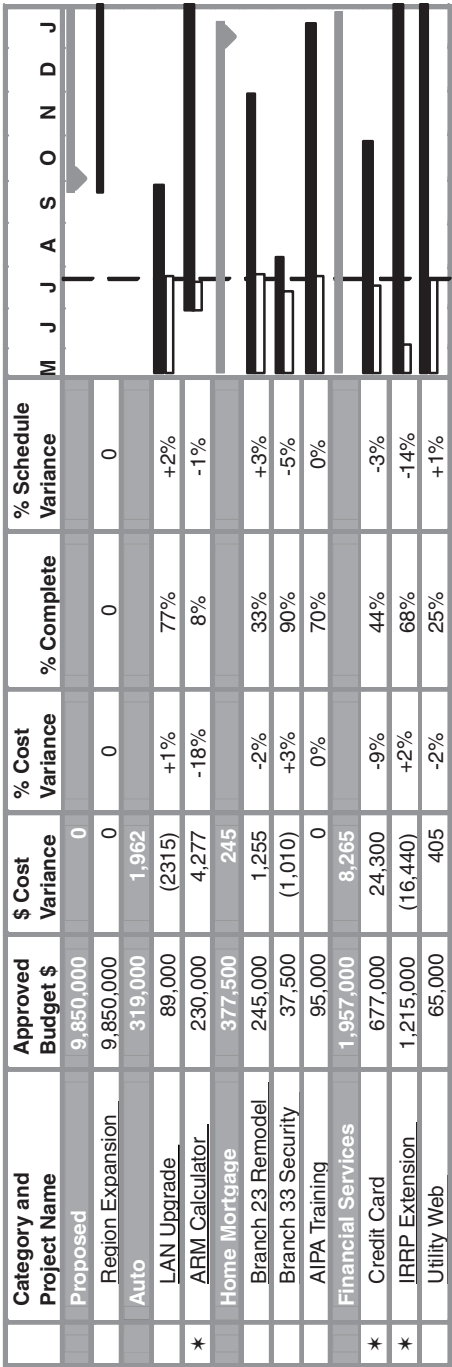 Category and Project Name Approved Budget $ $ Cost Variance % Cost Variance % Complete % Schedule Variance M J J A S O N D J
Proposed 9,850,000 0
Region Expansion 9,850,000 0 0 0 0
Auto 319,000 1,962
LAN Upgrade 89,000 (2315) +1% 77% +2%
✶ ARM Calculator 230,000 4,277 -18% 8% -1%
Home Mortgage 377,500 245
Branch 23 Remodel 245,000 1,255 -2% 33% +3%
Branch 33 Security 37,500 (1,010) +3% 90% -5%
AIPA Training 95,000 0 0% 70% 0%
Financial Services 1,957,000 8,265
✶ Credit Card 677,000 24,300 -9% 44% -3%
✶ IRRP Extension 1,215,000 (16,440) +2% 68% -14%
Utility Web 65,000 405 -2% 25% +1%